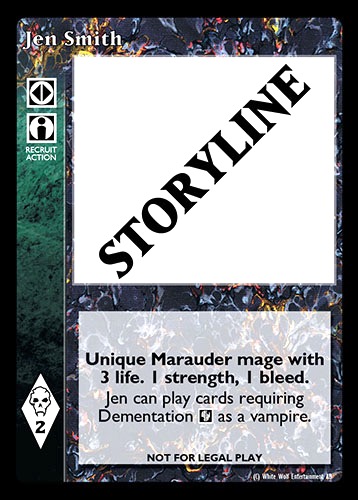 Jen Smith
RECRUIT
ACTION
STORYLINE
Unique Marauder mage with
3 life. 1 strength, 1 bleed.
Jen can play cards requiring
Dementation as a vampire.
2
NOT FOR LEGAL PLAY
(C) White Wolf Entertainment AB